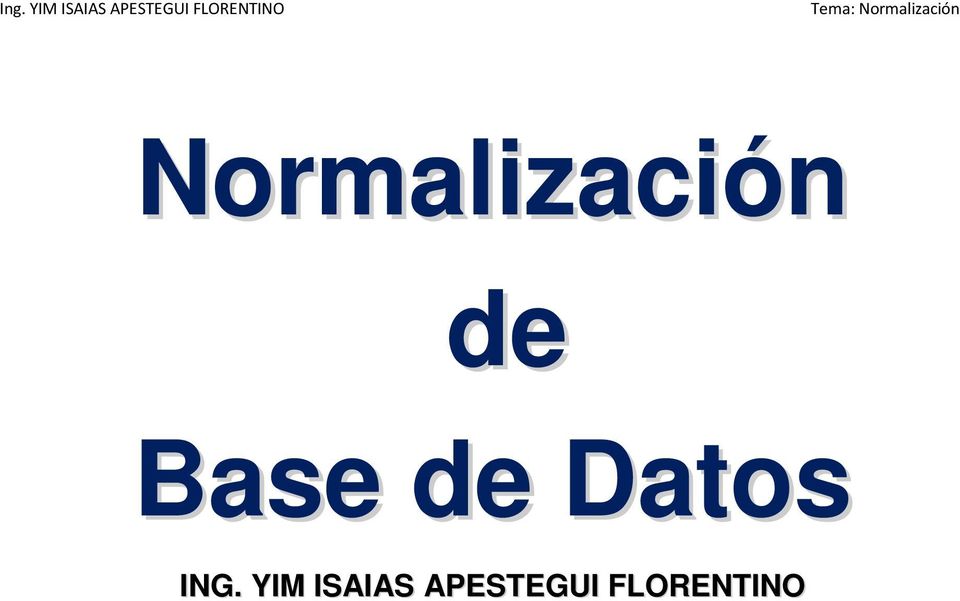 Ing. YIM ISAIAS APESTEGUI FLORENTINO
Tema: Normalización
Normalización
de
Base de Datos
ING. YIM ISAIAS APESTEGUI FLORENTINO